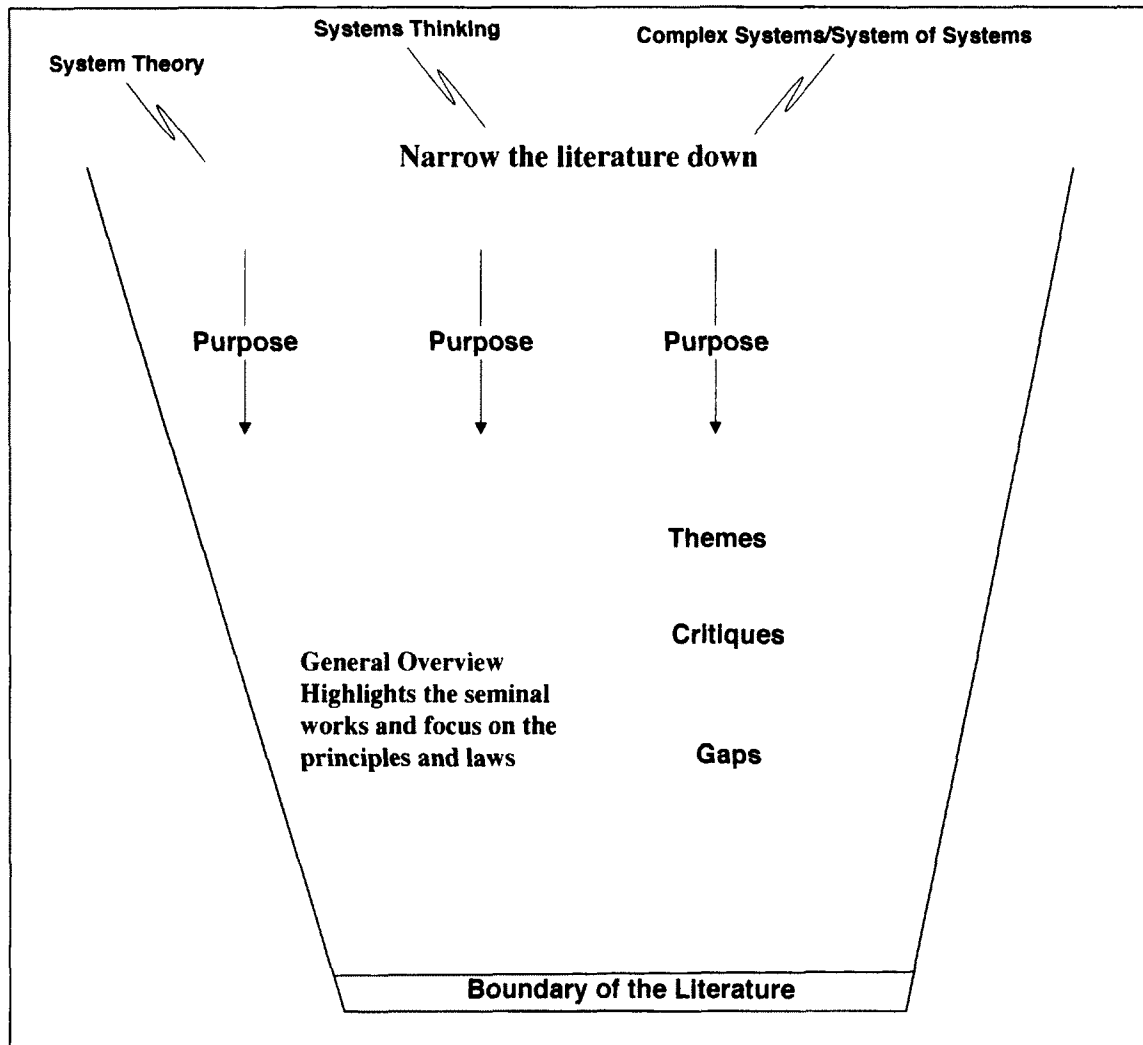 Systems Thinking
Complex Systems/System of Systems
System Theory
Narrow the literature down
Purpose
Purpose
Purpose
Themes
Critiques
General Overview
Highlights the seminal
works and focus on the
principles and laws
Gaps
Boundary of the Literature